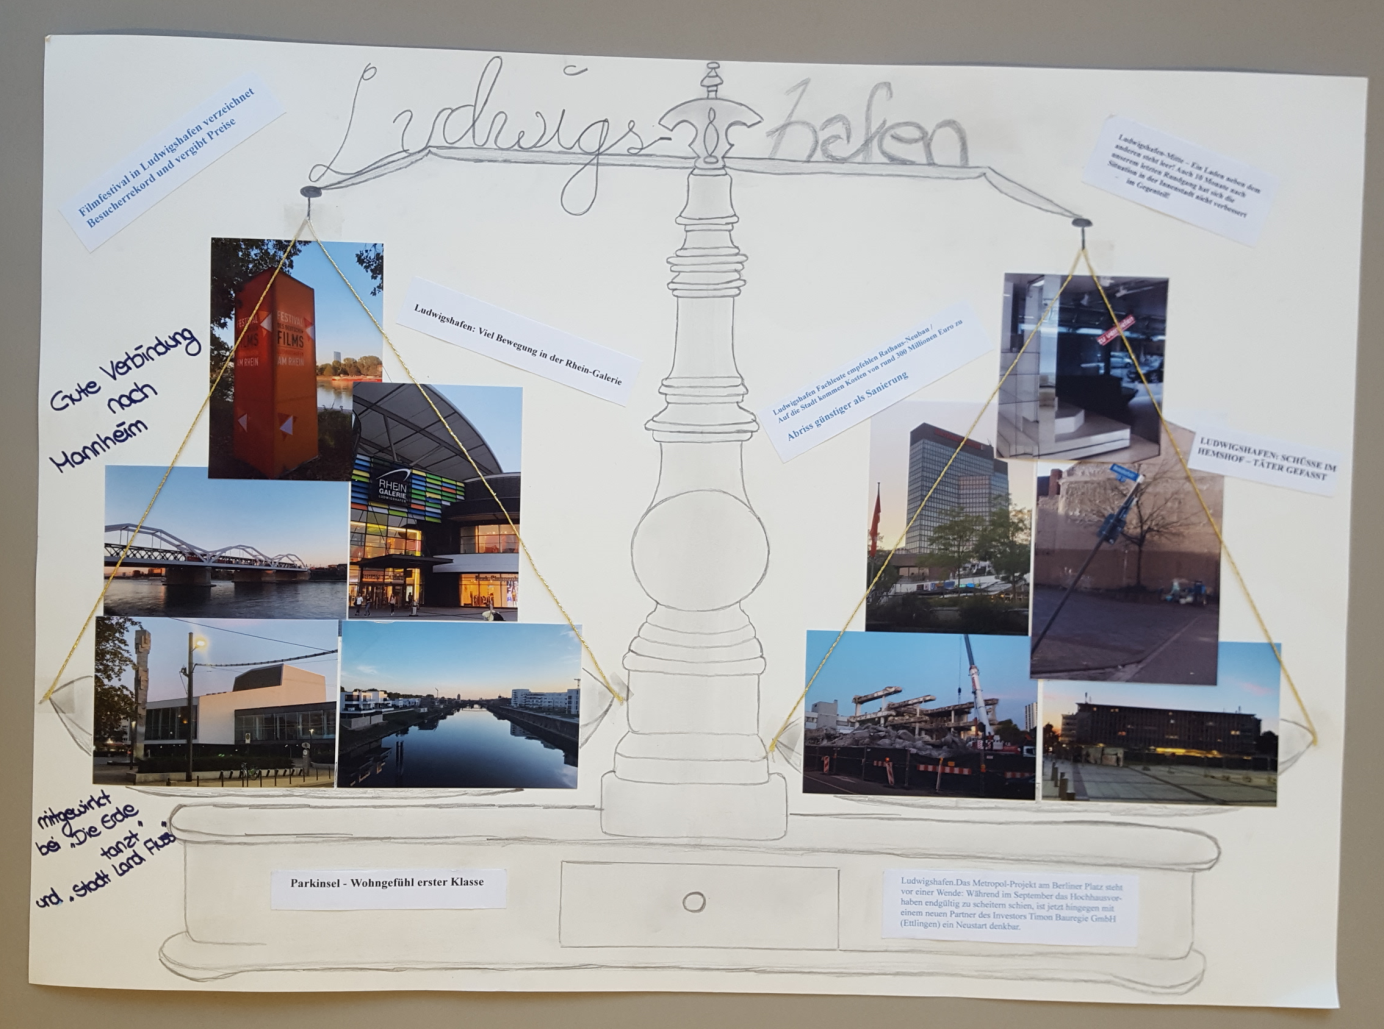 Ludwigshafen
Filmfestival in Ludwigshafen verzeichnet
Besucherrekord und vergibt Preise
Ludwigshafen-Mitte - Ein Laden neben dem
anderen steht leer! Auch 10 Monate nach
unserem letzten Rundgang hat sich die
Situation in der Innenstadt nicht verbessert
- im Gegenteil!
FESTIVAL
FILMS
AM RHEIN
Ludwigshafen: Viel Bewegung in der Rhein-Galerie
Gute Verbindung
nach
Mannheim
RHEIN
GALERIE
LUDWIGSHAFEN
Ludwigshafen Fachleute empfehlen Rathaus-Neubau /
Auf die Stadt kommen Kosten von rund 300 Millionen Euro zu
Abriss günstiger als Sanierung
LUDWIGSHAFEN: SCHÜSSE IM
HEMSHOF – TÄTER GEFASST
mitgewirkt
bei „Die Erde
tanzt"
und „Stadt Land Fluss"
Parkinsel - Wohngefühl erster Klasse
Ludwigshafen.Das Metropol-Projekt am Berliner Platz steht
vor einer Wende: Während im September das Hochhausvor-
haben endgültig zu scheitern schien, ist jetzt hingegen mit
einem neuen Partner des Investors Timon Bauregie GmbH
(Ettlingen) ein Neustart denkbar.